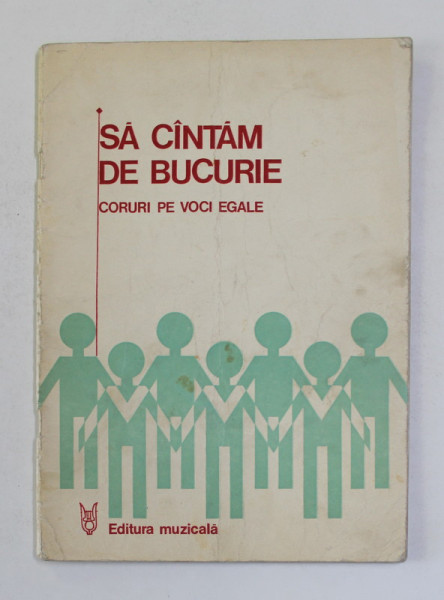 SĂ CÎNTĂM
DE BUCURIE
CORURI PE VOCI EGALE
Editura muzicală